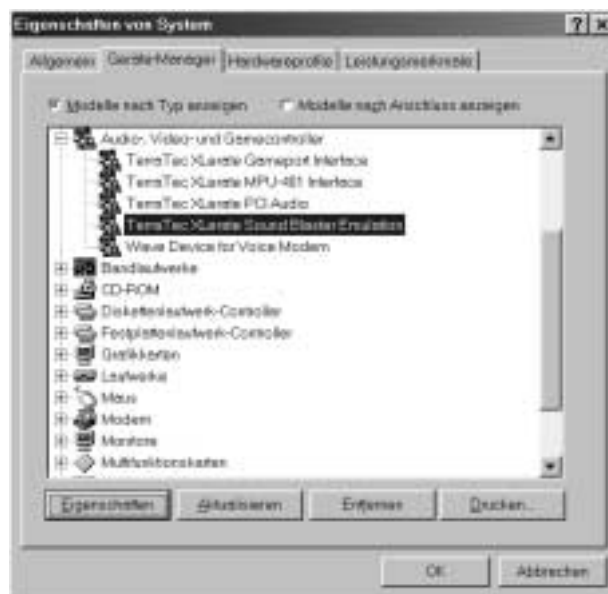 Eigenschaften von System
Allgemein Geräte-Manager Hardwareprofile Leistungsmerkmale
Modelle nach Typ anzeigen Modelle nach Anschluss anzeigen
Audio-, Video- und Gamecontroller
TerraTec XLerate Gameport Interface
TerraTec XLerate MPU-401 Interface
TerraTec XLerate PCI Audio
TerraTec XLerate Sound Blaster Emulation
Wave Device for Voice Modem
Bandlaufwerke
CD-ROM
Diskettenlaufwerk-Controller
Festplattenlaufwerk-Controller
Grafikkarten
Laufwerke
Maus
Modem
Monitore
Multifunktionskarten
Eigenschaften Aktualisieren Entfernen Drucken...
OK Abbrechen